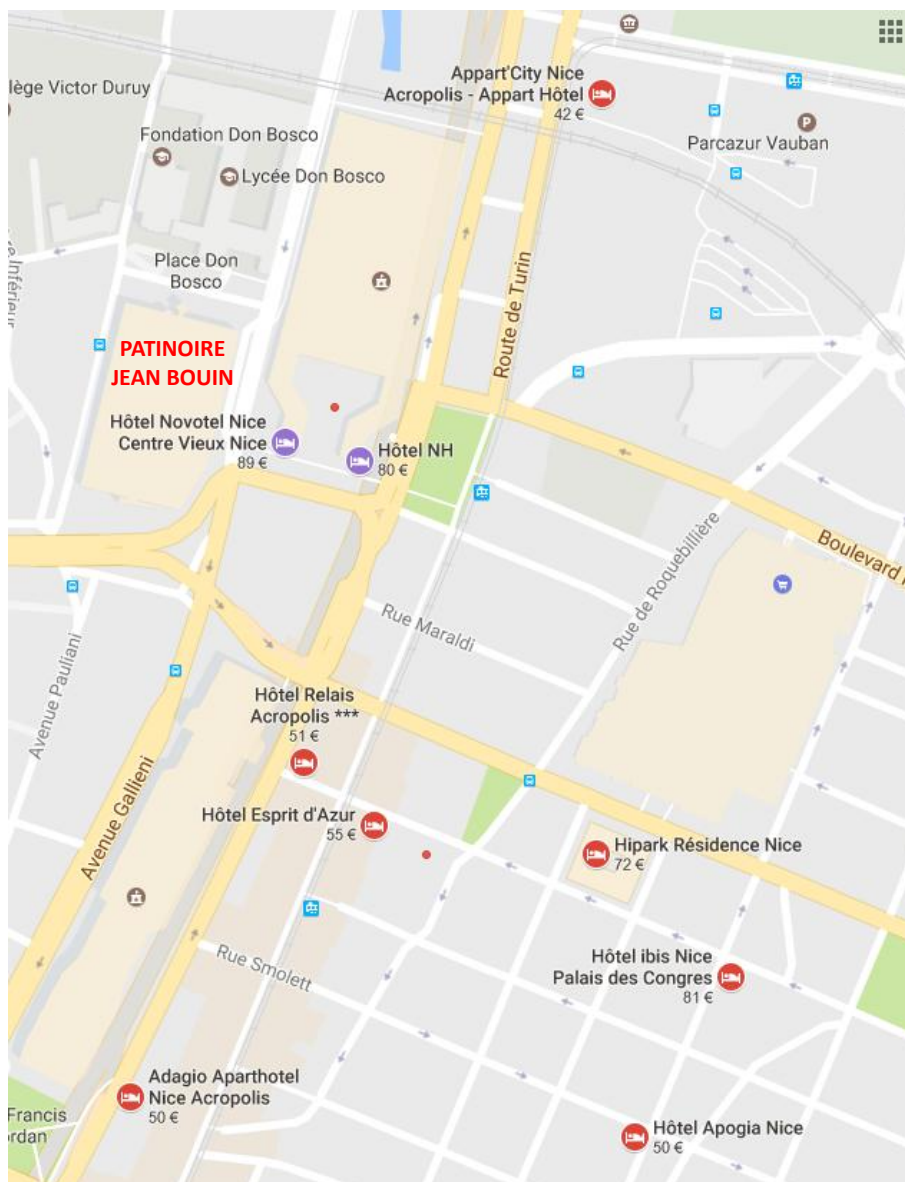 Appart'City Nice
Acropolis - Appart Hôtel
42 €
lège Victor Duruy
Fondation Don Bosco
Lycée Don Bosco
P
Parcazur Vauban
Place Don
Bosco
Route de Turin
PATINOIRE
JEAN BOUIN
Hôtel Novotel Nice
Centre Vieux Nice
89 €
Hôtel NH
80 €
re Inférieur
Boulevard
Rue de Roquebillière
Rue Maraldi
Avenue Pauliani
Hôtel Relais
Acropolis ***
51 €
Avenue Gallieni
Hôtel Esprit d'Azur
55 €
Hipark Résidence Nice
72 €
Rue Smolett
Hôtel ibis Nice
Palais des Congres
81 €
Adagio Aparthotel
Nice Acropolis
50 €
Francis
ordan
Hôtel Apogia Nice
50 €